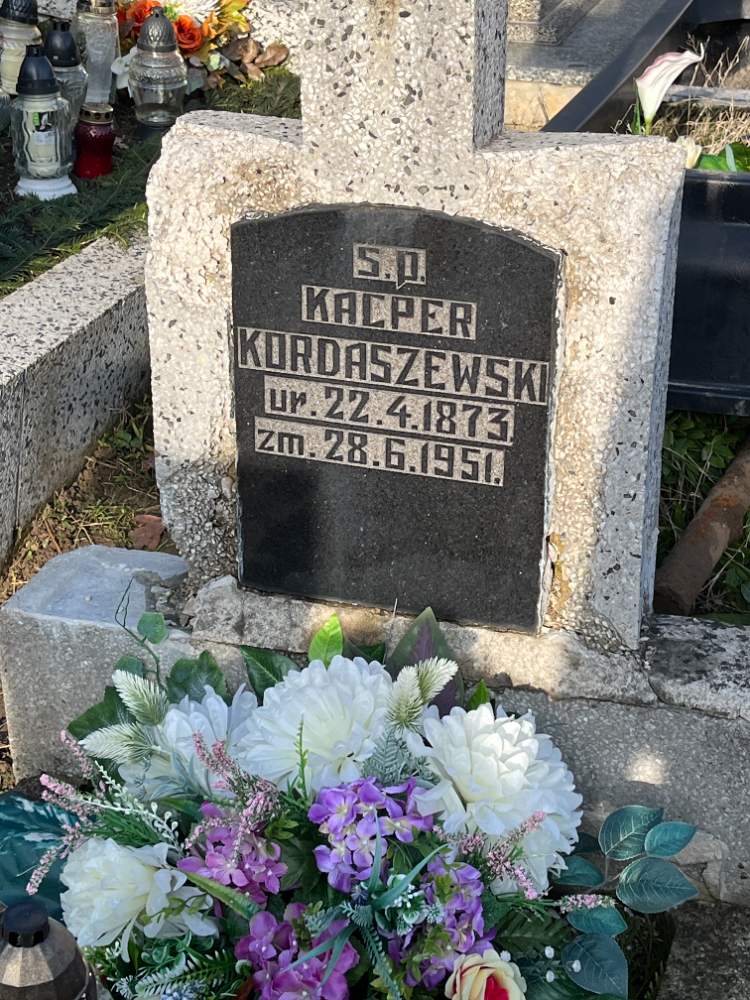 Ś.P.
KACPER
KORDASZEWSKI
ur. 22.4.1873
zm. 28.6.1951.